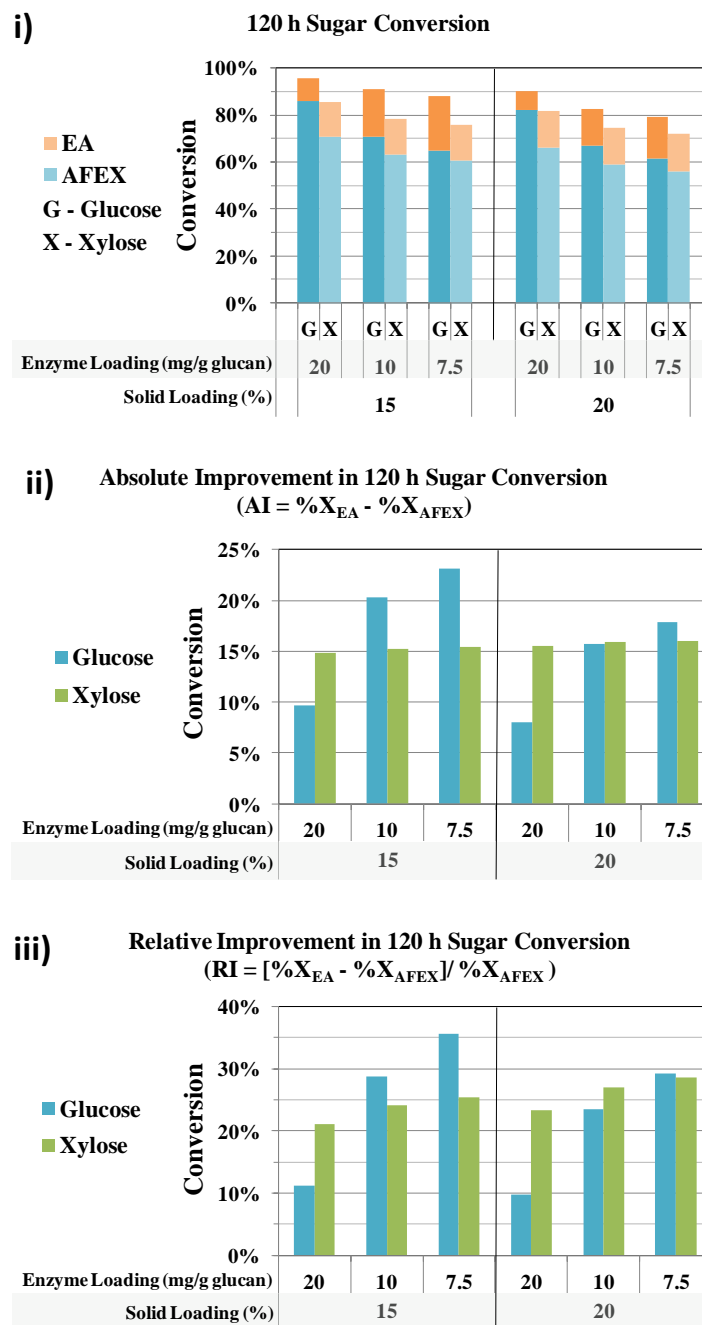 i)
120 h Sugar Conversion
100%
80%
60%
40%
20%
0%
Conversion
EA
AFEX
G - Glucose
X - Xylose
G X G X G X G X G X G X
Enzyme Loading (mg/g glucan) 20 10 7.5 20 10 7.5
Solid Loading (%) 15 20
ii)
Absolute Improvement in 120 h Sugar Conversion
(AI = %X_EA - %X_AFEX)
25%
20%
15%
10%
5%
0%
Conversion
Glucose
Xylose
Enzyme Loading (mg/g glucan) 20 10 7.5 20 10 7.5
Solid Loading (%) 15 20
iii)
Relative Improvement in 120 h Sugar Conversion
(RI = [%X_EA - %X_AFEX]/ %X_AFEX )
40%
30%
20%
10%
0%
Conversion
Glucose
Xylose
Enzyme Loading (mg/g glucan) 20 10 7.5 20 10 7.5
Solid Loading (%) 15 20